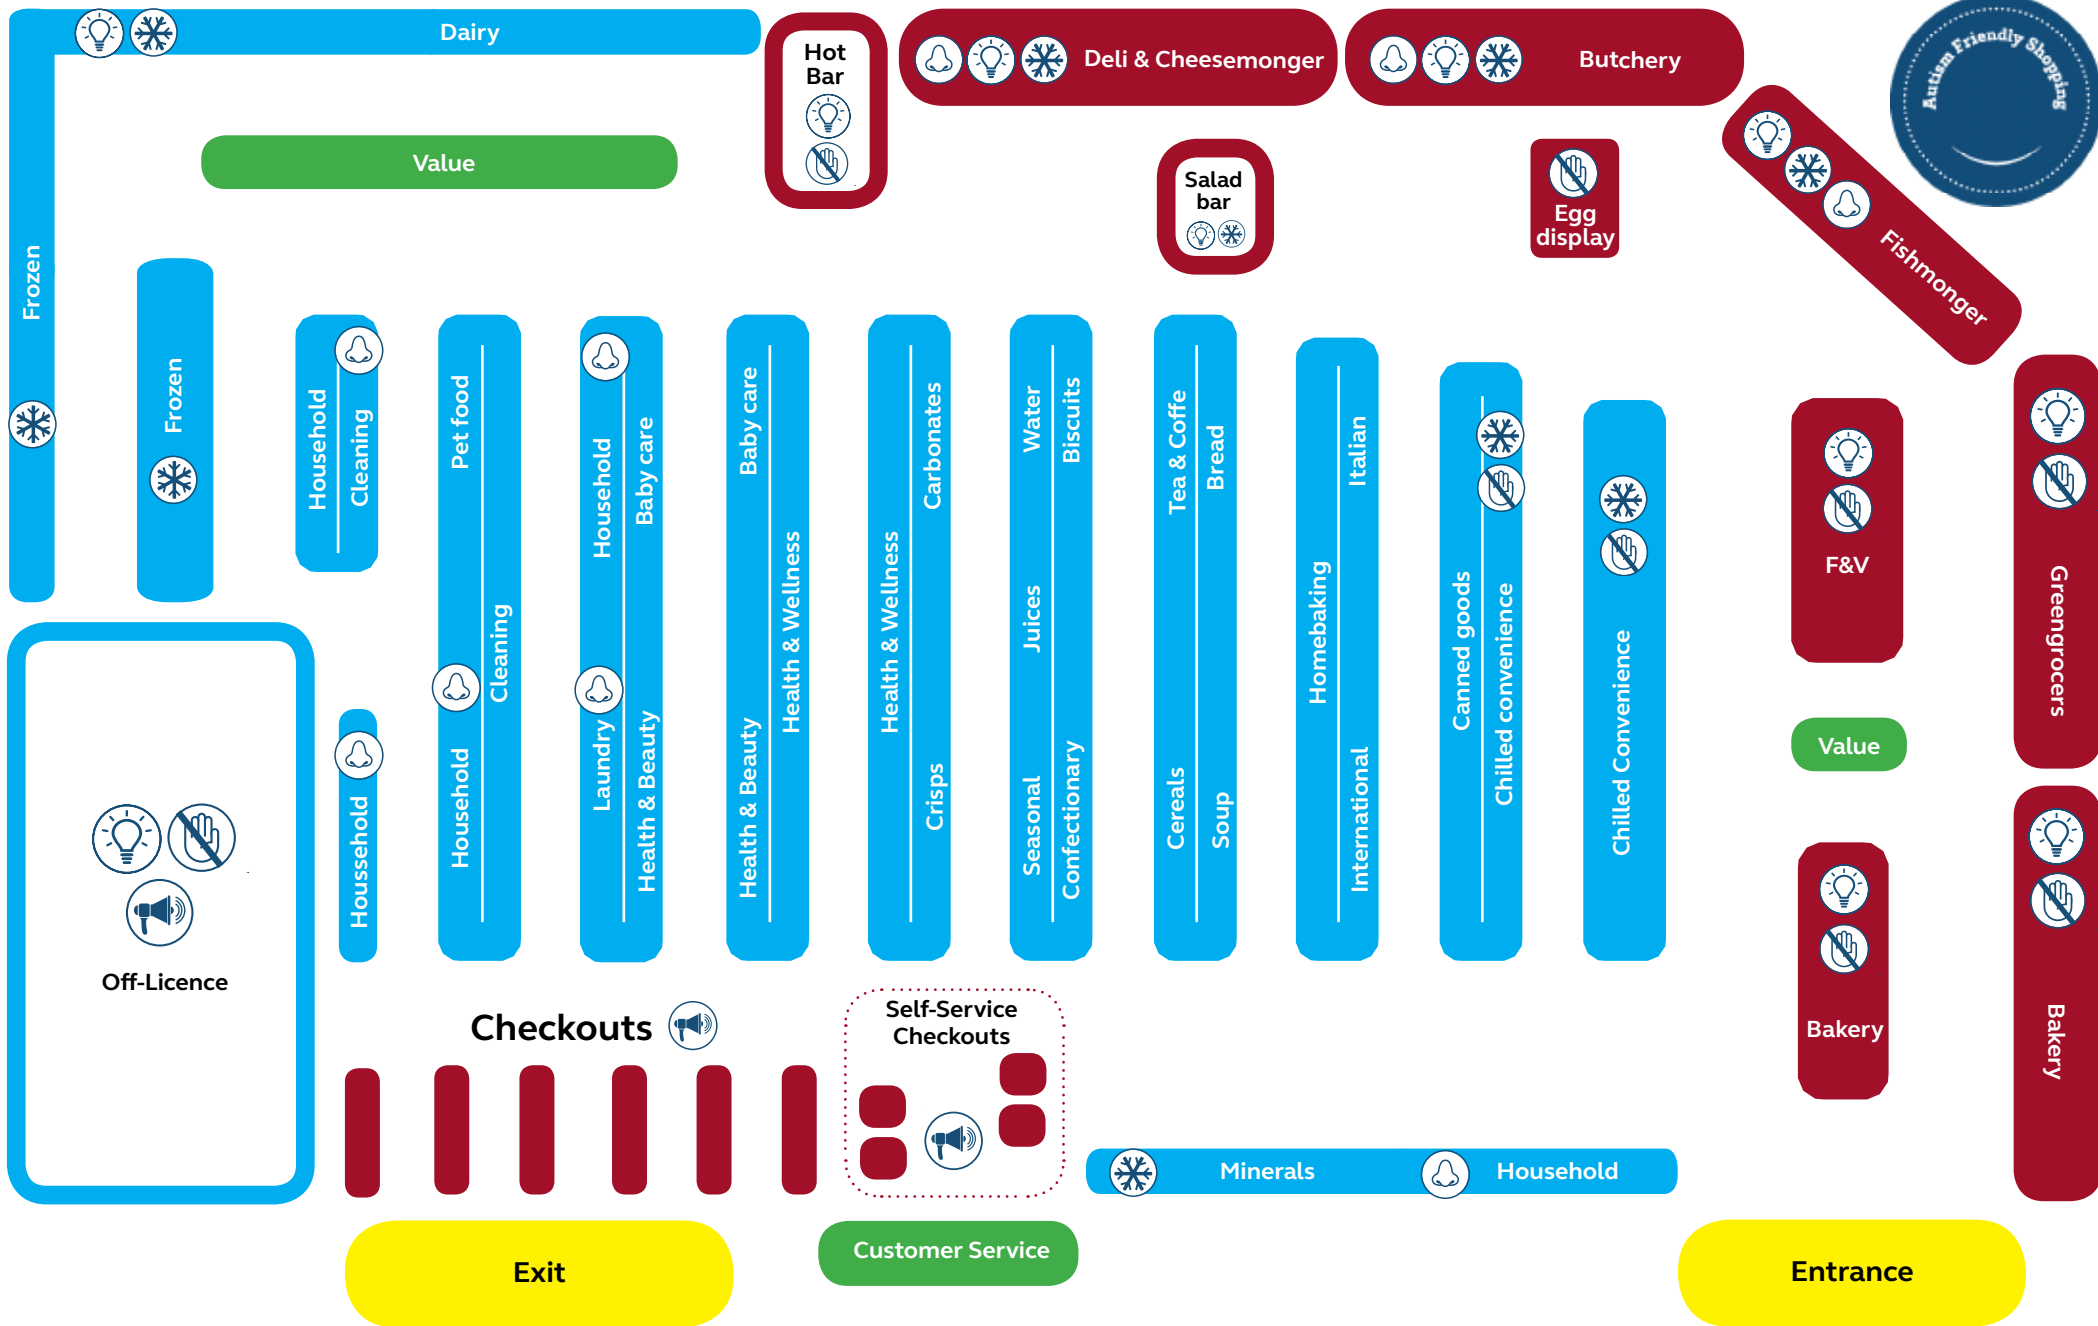 Dairy
Hot
Bar
Deli & Cheesemonger
Butchery
Autism Friendly Shopping
Value
Salad
bar
Egg
display
Fishmonger
Frozen
Frozen
Household
Cleaning
Pet food
Cleaning
Household
Household
Baby care
Laundry
Health & Beauty
Baby care
Health & Wellness
Health & Beauty
Health & Wellness
Carbonates
Crisps
Water
Biscuits
Juices
Seasonal
Confectionary
Tea & Coffe
Bread
Cereals
Soup
Italian
Homebaking
International
Canned goods
Chilled convenience
Chilled Convenience
F&V
Greengrocers
Value
Household
Off-Licence
Bakery
Bakery
Checkouts
Self-Service
Checkouts
Minerals
Household
Customer Service
Exit
Entrance